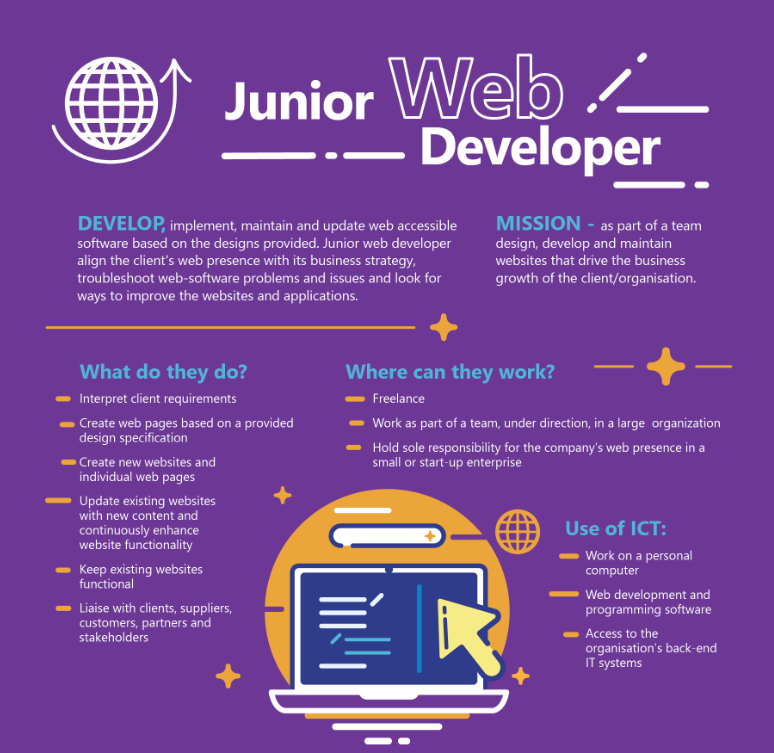 Junior Web
Developer
DEVELOP, implement, maintain and update web accessible
software based on the designs provided. Junior web developer
align the client's web presence with its business strategy,
troubleshoot web-software problems and issues and look for
ways to improve the websites and applications.
MISSION - as part of a team
design, develop and maintain
websites that drive the business
growth of the client/organisation.
What do they do?
Interpret client requirements
Create web pages based on a provided
design specification
Create new websites and
individual web pages
Update existing websites
with new content and
continuously enhance
website functionality
Keep existing websites
functional
Liaise with clients, suppliers,
customers, partners and
stakeholders
Where can they work?
Freelance
Work as part of a team, under direction, in a large organization
Hold sole responsibility for the company's web presence in a
small or start-up enterprise
Use of ICT:
Work on a personal
computer
Web development and
programming software
Access to the
organisation's back-end
IT systems